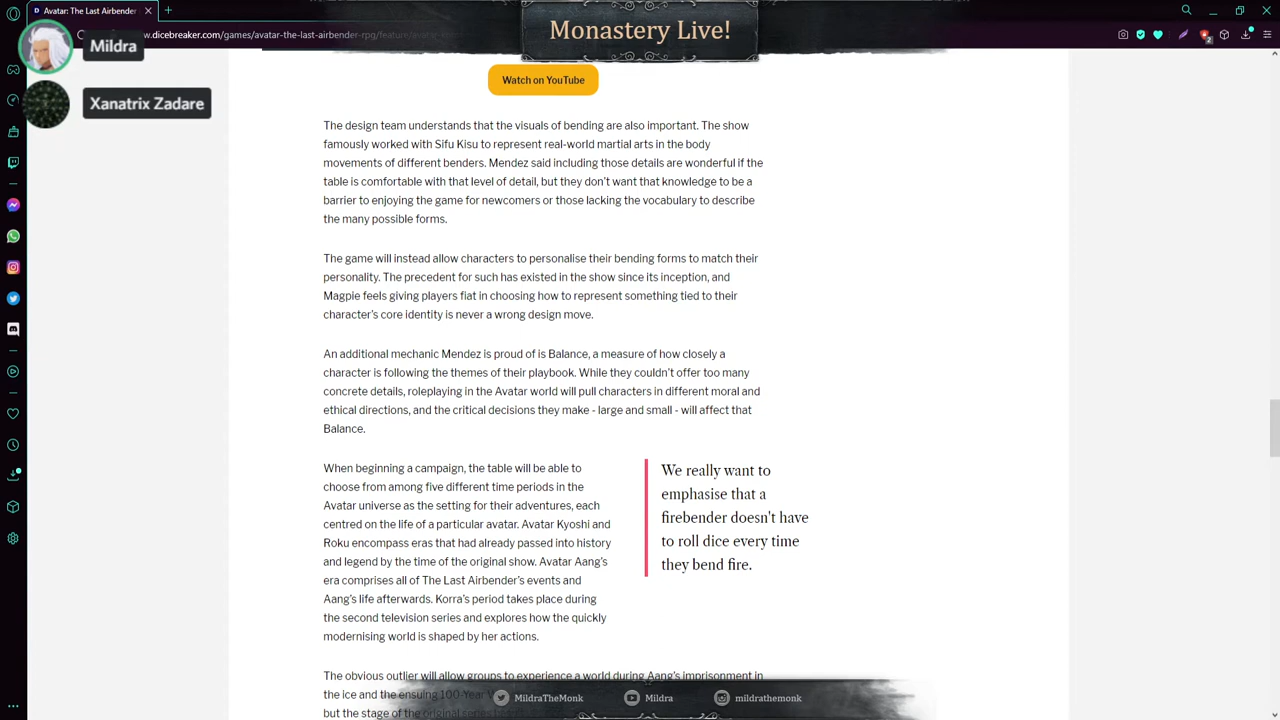 Avatar: The Last Airbender
Monastery Live!
w.dicebreaker.com/games/avatar-the-last-airbender-rpg/feature/avatar-
Mildra
Xanatrix Zadare
Watch on YouTube
The design team understands that the visuals of bending are also important. The show
famously worked with Sifu Kisu to represent real-world martial arts in the body
movements of different benders. Mendez said including those details are wonderful if the
table is comfortable with that level of detail, but they don't want that knowledge to be a
barrier to enjoying the game for newcomers or those lacking the vocabulary to describe
the many possible forms.
The game will instead allow characters to personalise their bending forms to match their
personality. The precedent for such has existed in the show since its inception, and
Magpie feels giving players fiat in choosing how to represent something tied to their
character's core identity is never a wrong design move.
An additional mechanic Mendez is proud of is Balance, a measure of how closely a
character is following the themes of their playbook. While they couldn't offer too many
concrete details, roleplaying in the Avatar world will pull characters in different moral and
ethical directions, and the critical decisions they make - large and small - will affect that
Balance.
When beginning a campaign, the table will be able to
choose from among five different time periods in the
Avatar universe as the setting for their adventures, each
centred on the life of a particular avatar. Avatar Kyoshi and
Roku encompass eras that had already passed into history
and legend by the time of the original show. Avatar Aang's
era comprises all of The Last Airbender's events and
Aang's life afterwards. Korra's period takes place during
the second television series and explores how the quickly
modernising world is shaped by her actions.
We really want to
emphasise that a
firebender doesn't have
to roll dice every time
they bend fire.
The obvious outlier will allow groups to experience a world during Aang's imprisonment in
the ice and the ensuing 100-Year
but the stage of the original series
MildraTheMonk
Mildra
mildrathemonk